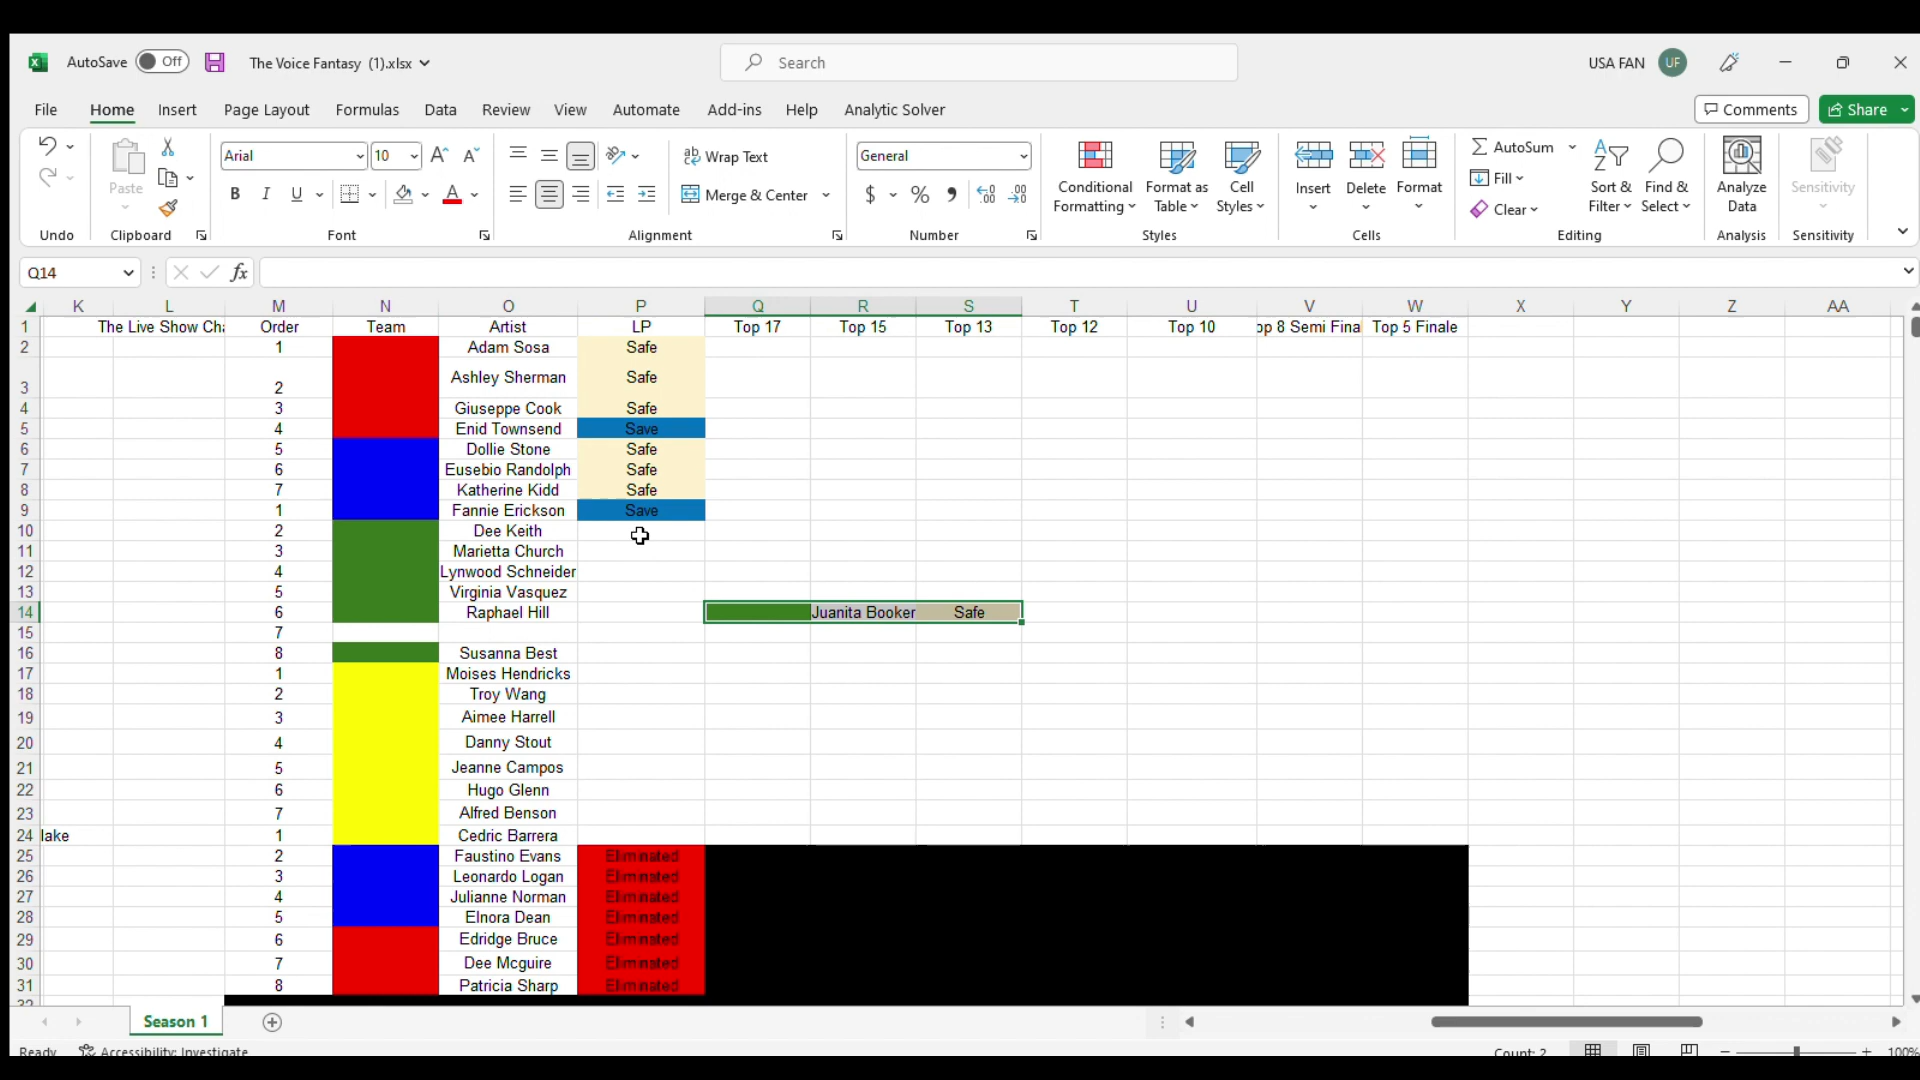 AutoSave Off The Voice Fantasy (1).xlsx Search USA FAN UF
File Home Insert Page Layout Formulas Data Review View Automate Add-ins Help Analytic Solver Comments Share
Paste Arial 10 Wrap Text General Conditional Formatting Format as Table Cell Styles Insert Delete Format AutoSum Sort & Filter Find & Select Analyze Data Sensitivity
B I U Merge & Center $ % Fill Clear
Undo Clipboard Font Alignment Number Styles Cells Editing Analysis Sensitivity
Q14 fx
K L M N O P Q R S T U V W X Y Z AA
1 The Live Show Cha Order Team Artist LP Top 17 Top 15 Top 13 Top 12 Top 10 op 8 Semi Final Top 5 Finale
2 1 Adam Sosa Safe
3 2 Ashley Sherman Safe
4 3 Giuseppe Cook Safe
5 4 Enid Townsend Save
6 5 Dollie Stone Safe
7 6 Eusebio Randolph Safe
8 7 Katherine Kidd Safe
9 1 Fannie Erickson Save
10 2 Dee Keith
11 3 Marietta Church
12 4 Lynwood Schneider
13 5 Virginia Vasquez
14 6 Raphael Hill Juanita Booker Safe
15 7
16 8 Susanna Best
17 1 Moises Hendricks
18 2 Troy Wang
19 3 Aimee Harrell
20 4 Danny Stout
21 5 Jeanne Campos
22 6 Hugo Glenn
23 7 Alfred Benson
24 lake 1 Cedric Barrera
25 2 Faustino Evans Eliminated
26 3 Leonardo Logan Eliminated
27 4 Julianne Norman Eliminated
28 5 Elnora Dean Eliminated
29 6 Edridge Bruce Eliminated
30 7 Dee Mcguire Eliminated
31 8 Patricia Sharp Eliminated
32
Season 1
Ready Accessibility: Investigate Count: 2 100%